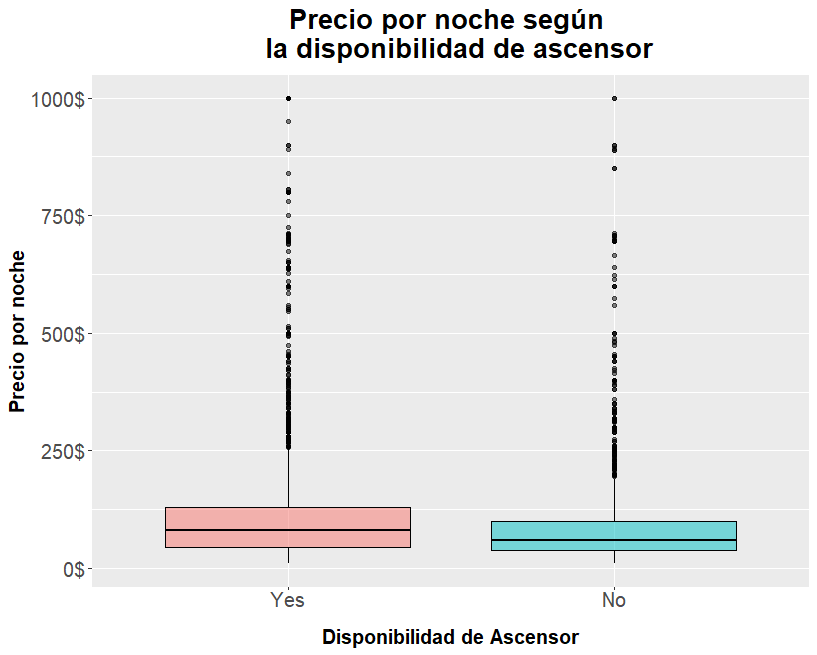 Precio por noche según
la disponibilidad de ascensor
Precio por noche
1000$
750$
500$
250$
0$
Yes
No
Disponibilidad de Ascensor